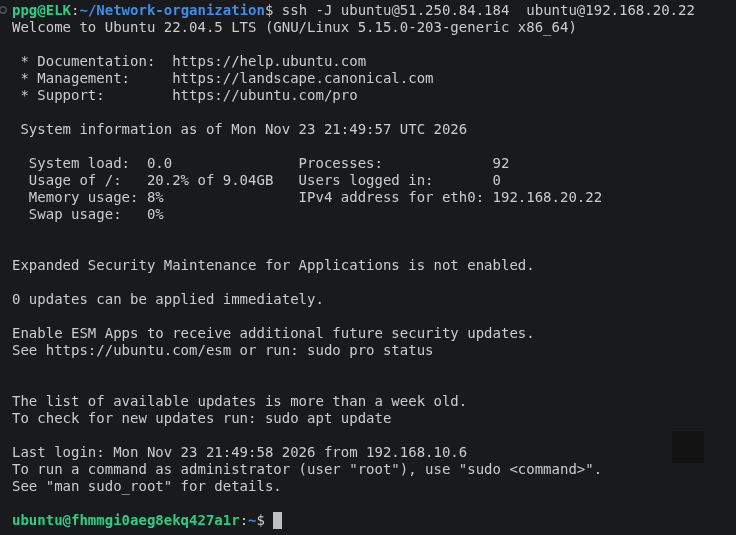 ppg@ELK:~/Network-organization$ ssh -J ubuntu@51.250.84.184  ubuntu@192.168.20.22
Welcome to Ubuntu 22.04.5 LTS (GNU/Linux 5.15.0-203-generic x86_64)

 * Documentation:  https://help.ubuntu.com
 * Management:     https://landscape.canonical.com
 * Support:        https://ubuntu.com/pro

 System information as of Mon Nov 23 21:49:57 UTC 2026

  System load:  0.0                Processes:             92
  Usage of /:   20.2% of 9.04GB   Users logged in:       0
  Memory usage: 8%                IPv4 address for eth0: 192.168.20.22
  Swap usage:   0%

Expanded Security Maintenance for Applications is not enabled.

0 updates can be applied immediately.

Enable ESM Apps to receive additional future security updates.
See https://ubuntu.com/esm or run: sudo pro status

The list of available updates is more than a week old.
To check for new updates run: sudo apt update

Last login: Mon Nov 23 21:49:58 2026 from 192.168.10.6
To run a command as administrator (user "root"), use "sudo <command>".
See "man sudo_root" for details.

ubuntu@fhmmgi0aeg8ekq427a1r:~$